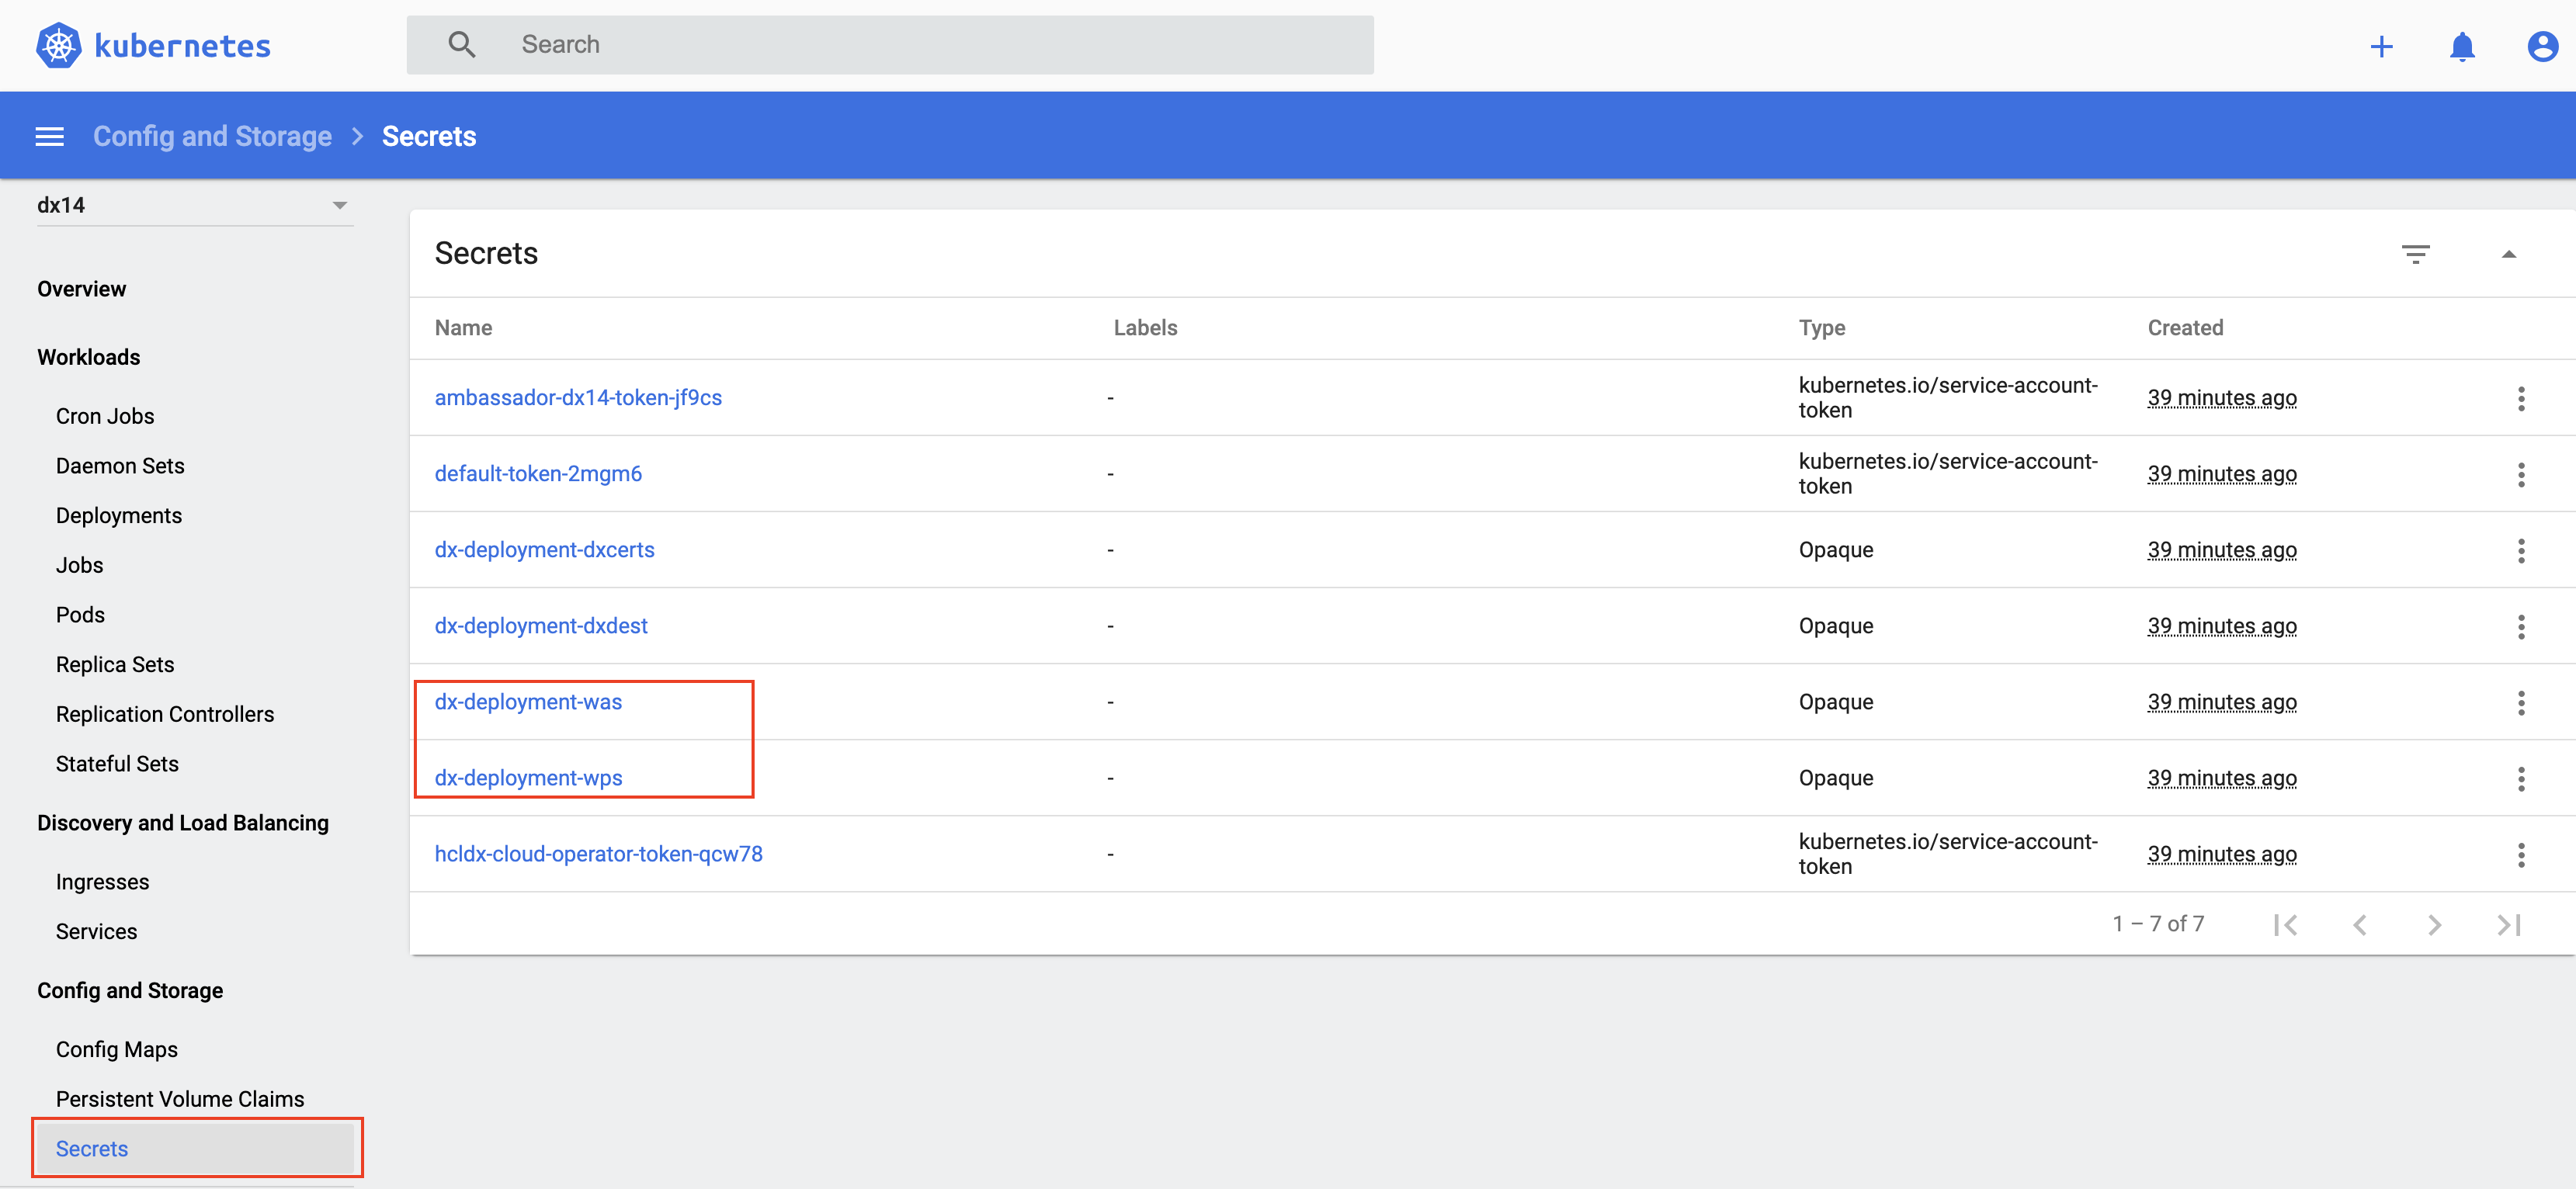 kubernetes
Search
Config and Storage > Secrets
dx14
Overview
Workloads
Cron Jobs
Daemon Sets
Deployments
Jobs
Pods
Replica Sets
Replication Controllers
Stateful Sets
Discovery and Load Balancing
Ingresses
Services
Config and Storage
Config Maps
Persistent Volume Claims
Secrets
Secrets
Name Labels Type Created
ambassador-dx14-token-jf9cs - kubernetes.io/service-account- 39 minutes ago
token
default-token-2mgm6 - kubernetes.io/service-account- 39 minutes ago
token
dx-deployment-dxcerts - Opaque 39 minutes ago
dx-deployment-dxdest - Opaque 39 minutes ago
dx-deployment-was - Opaque 39 minutes ago
dx-deployment-wps - Opaque 39 minutes ago
hcldx-cloud-operator-token-qcw78 - kubernetes.io/service-account- 39 minutes ago
token
1 – 7 of 7